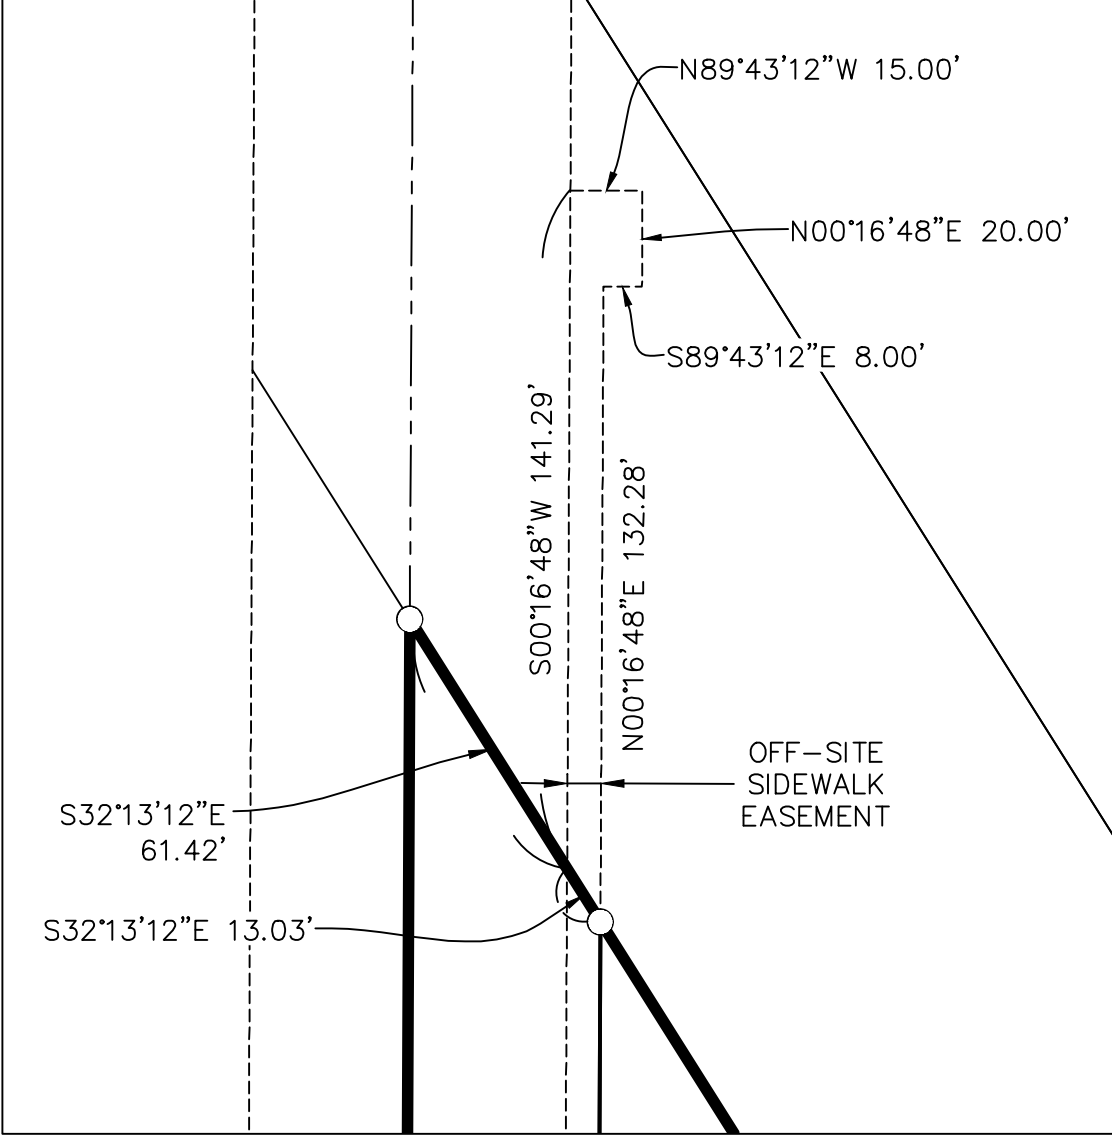 N89°43'12"W 15.00'
N00°16'48"E 20.00'
S89°43'12"E 8.00'
S00°16'48"W 141.29'
N00°16'48"E 132.28'
OFF-SITE
SIDEWALK
EASEMENT
S32°13'12"E
61.42'
S32°13'12"E 13.03'